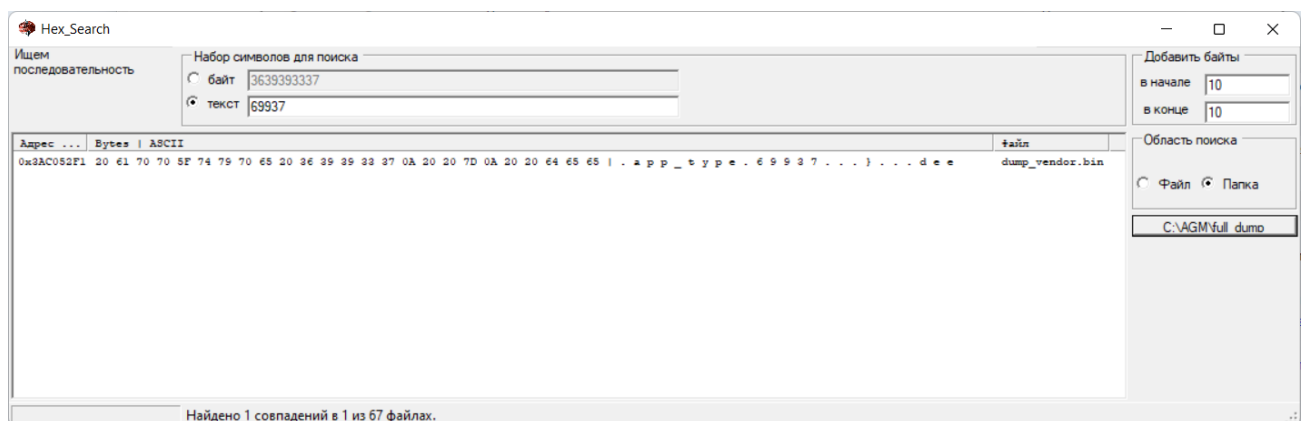 Hex_Search
Ищем
последовательность
Набор символов для поиска
байт 3639393337
текст 69937
Добавить байты
в начале 10
в конце 10
Адрес ... Bytes | ASCII Файл
0x3AC052F1 20 61 70 70 5F 74 79 70 65 20 36 39 39 33 37 0A 20 20 7D 0A 20 20 64 65 65 | . a p p _ t y p e . 6 9 9 3 7 . . . } . . . d e e dump_vendor.bin
Область поиска
Файл Папка
C:\AGM\full_dump
Найдено 1 совпадений в 1 из 67 файлах.